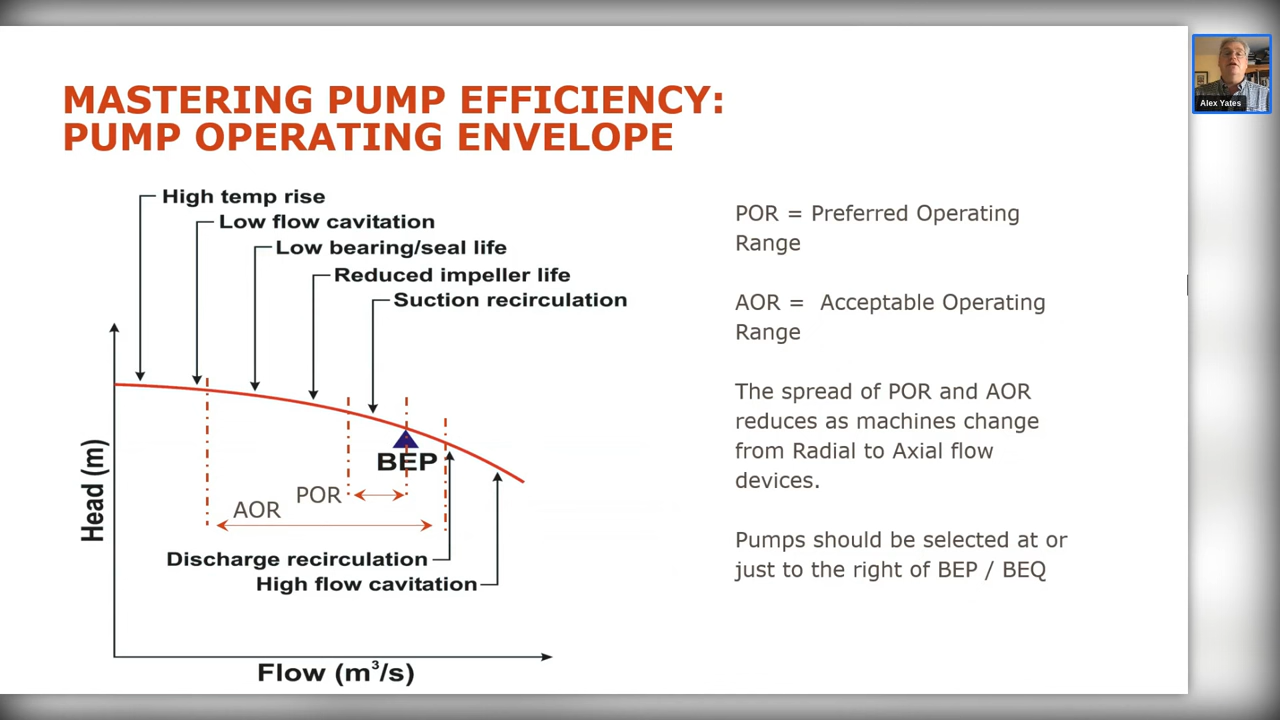 MASTERING PUMP EFFICIENCY:
PUMP OPERATING ENVELOPE
High temp rise
Low flow cavitation
Low bearing/seal life
Reduced impeller life
Suction recirculation
Head (m)
BEP
POR
AOR
Discharge recirculation
High flow cavitation
Flow (m³/s)
POR = Preferred Operating
Range
AOR = Acceptable Operating
Range
The spread of POR and AOR
reduces as machines change
from Radial to Axial flow
devices.
Pumps should be selected at or
just to the right of BEP / BEQ
Alex Yates